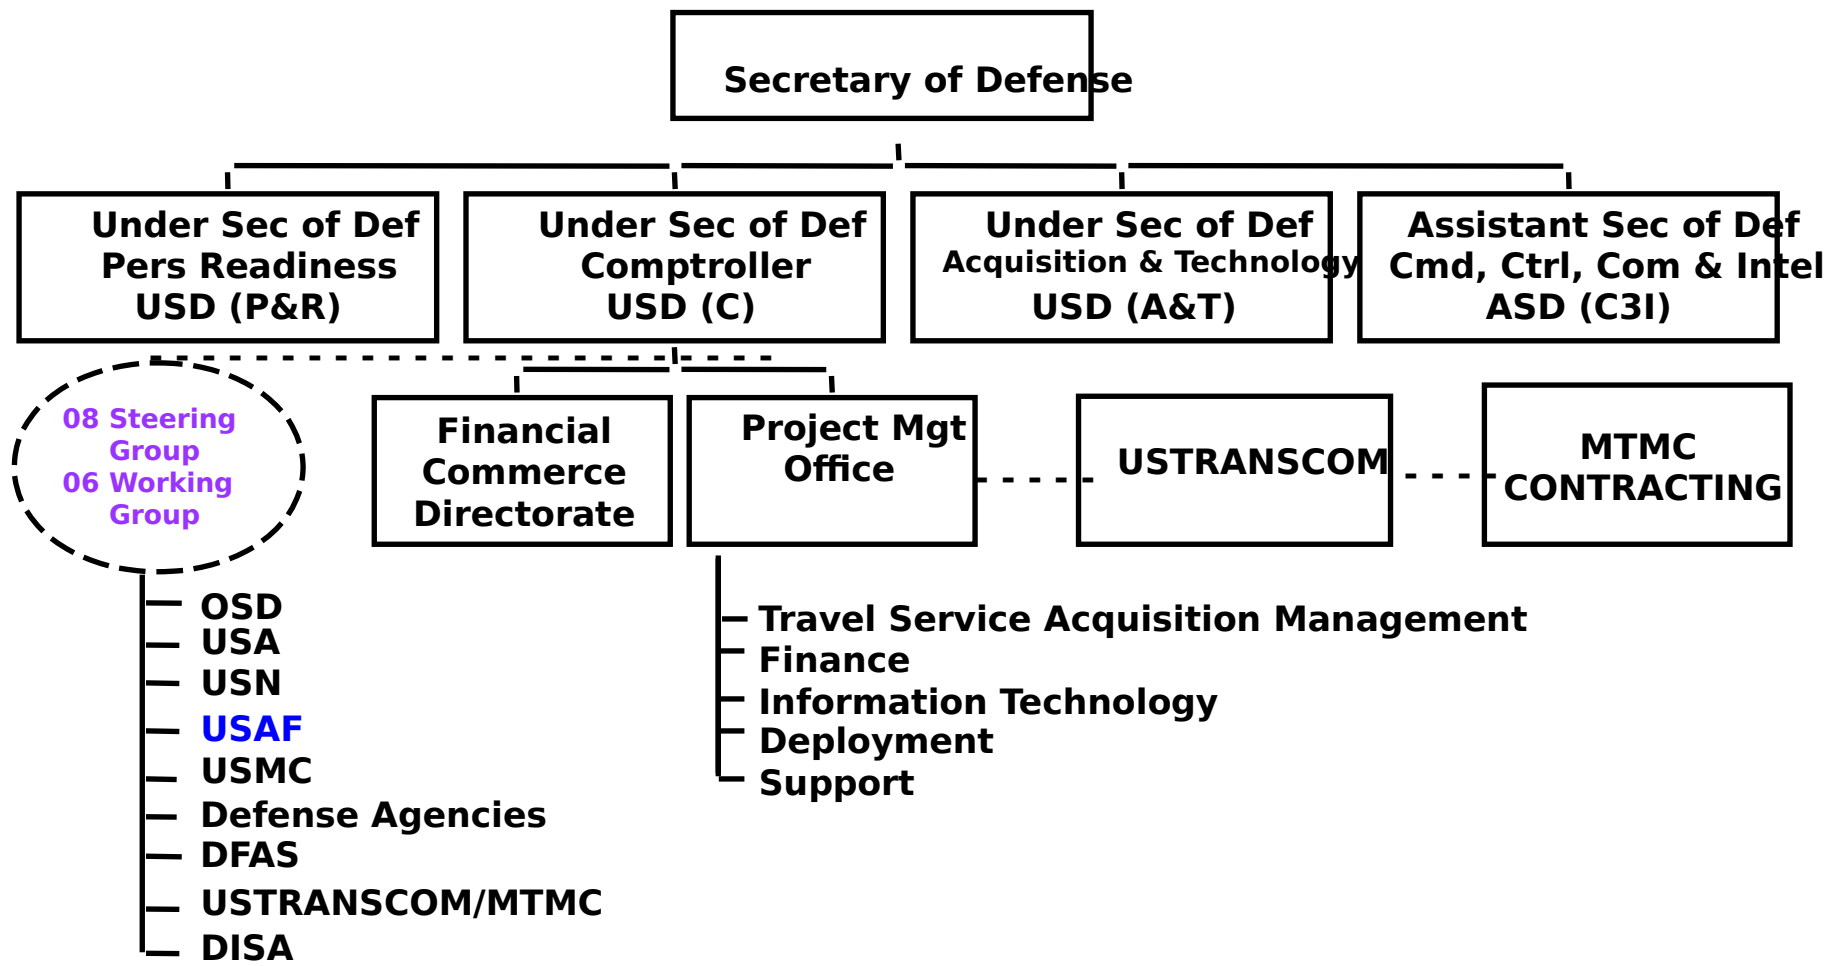 Secretary of Defense
Under Sec of Def
Pers Readiness
USD (P&R)
Under Sec of Def
Comptroller
USD (C)
Under Sec of Def
Acquisition & Technology
USD (A&T)
Assistant Sec of Def
Cmd, Ctrl, Com & Intel
ASD (C3I)
08 Steering
Group
06 Working
Group
Financial
Commerce
Directorate
Project Mgt
Office
USTRANSCOM
MTMC
CONTRACTING
OSD
USA
USN
USAF
USMC
Defense Agencies
DFAS
USTRANSCOM/MTMC
DISA
Travel Service Acquisition Management
Finance
Information Technology
Deployment
Support